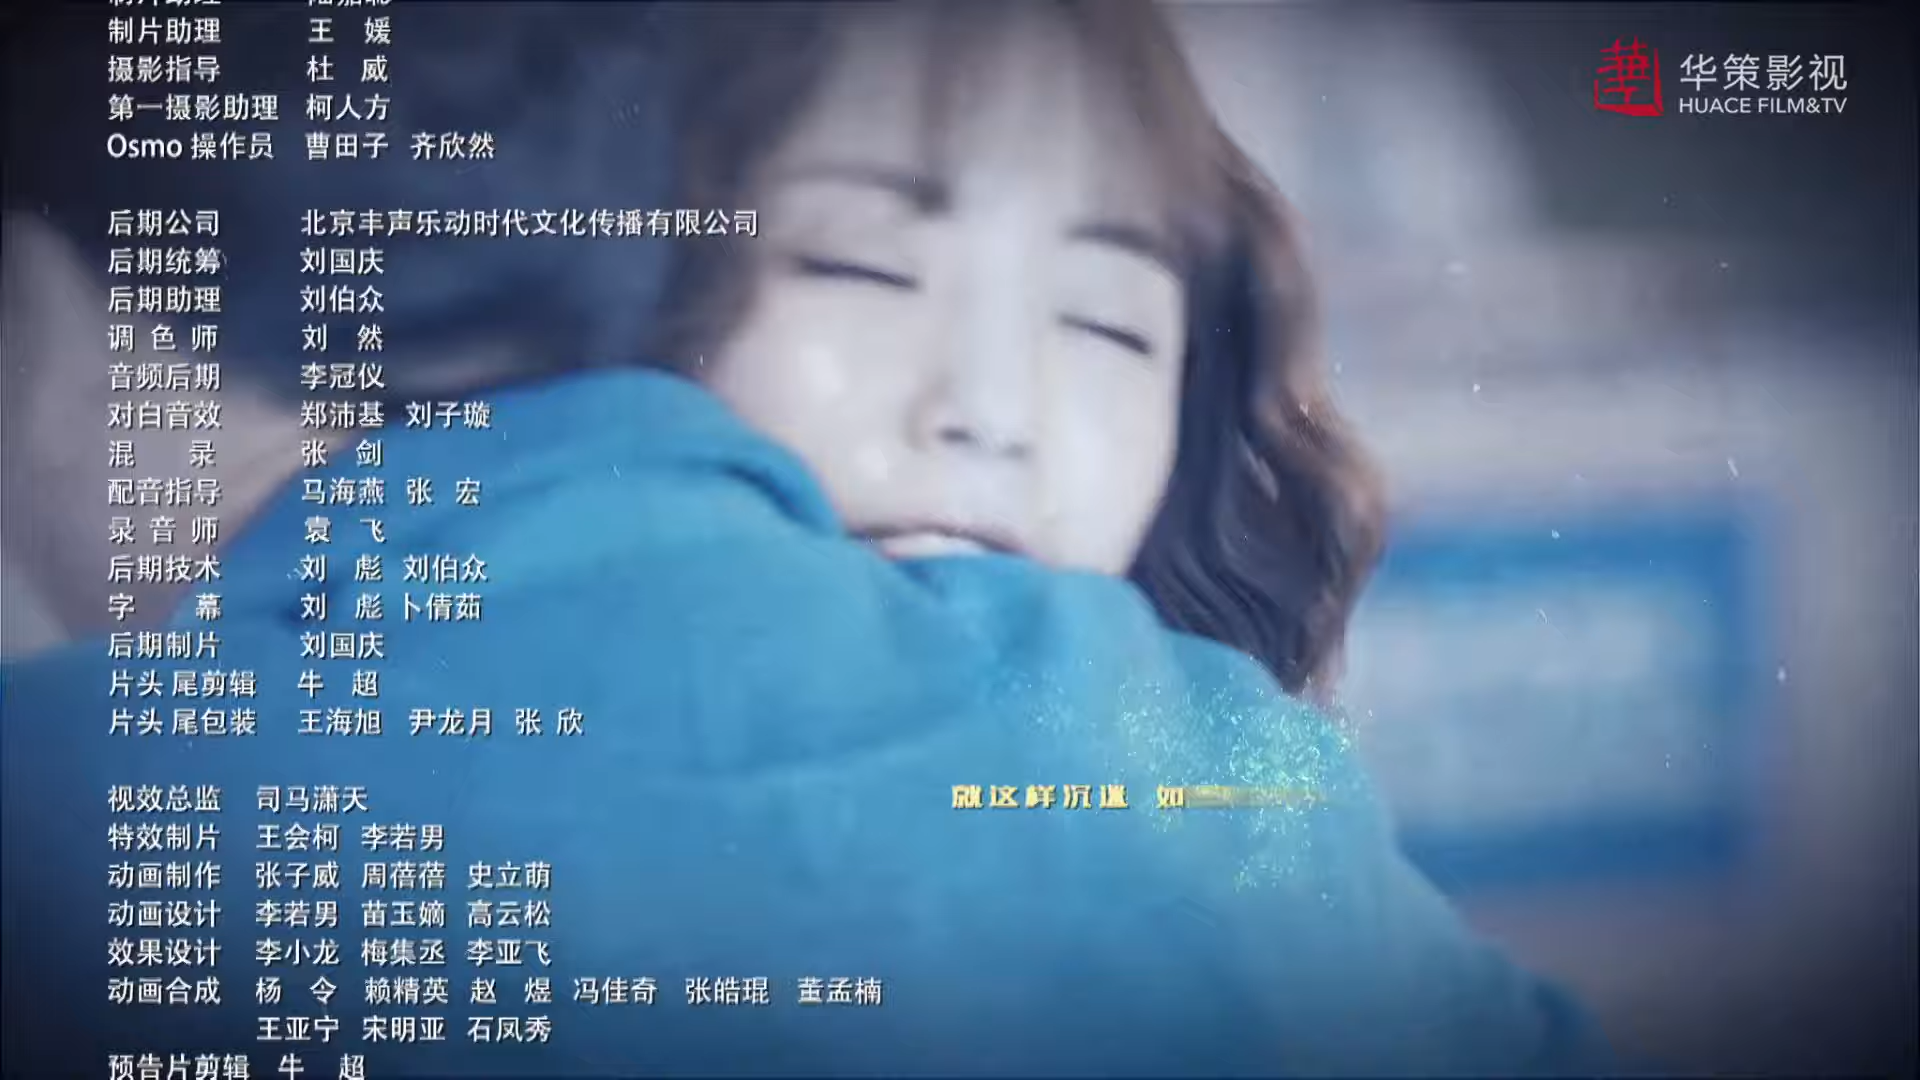 制片助理 王 媛
摄影指导 杜 威
第一摄影助理 柯人方
Osmo 操作员 曹田子 齐欣然
华策影视
HUACE FILM&TV
后期公司 北京丰声乐动时代文化传播有限公司
后期统筹 刘国庆
后期助理 刘伯众
调 色 师 刘 然
音频后期 李冠仪
对白音效 郑沛基 刘子璇
混 录 张 剑
配音指导 马海燕 张 宏
录 音 师 袁 飞
后期技术 刘 彪 刘伯众
字 幕 刘 彪 卜倩茹
后期制片 刘国庆
片头 尾剪辑 牛 超
片头 尾包装 王海旭 尹龙月 张 欣
视效总监 司马潇天
就这样沉迷 如
特效制片 王会柯 李若男
动画制作 张子威 周蓓蓓 史立萌
动画设计 李若男 苗玉嫡 高云松
效果设计 李小龙 梅集丞 李亚飞
动画合成 杨 令 赖精英 赵 煜 冯佳奇 张皓琨 董孟楠
王亚宁 宋明亚 石凤秀
预告片剪辑 牛 超